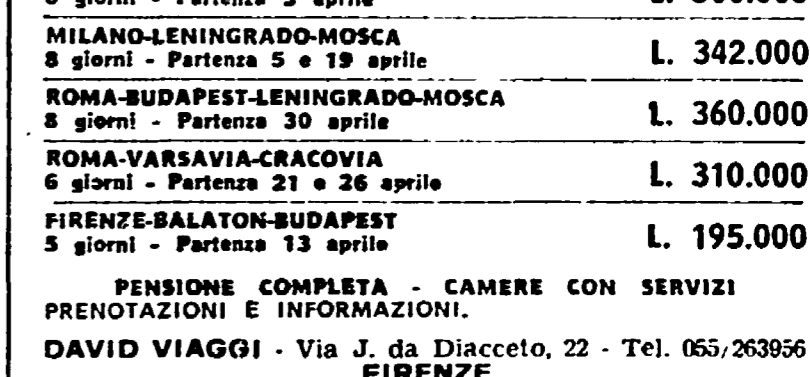 MILANO-LENINGRADO-MOSCA
8 giorni - Partenza 5 e 19 aprile L. 342.000
ROMA-BUDAPEST-LENINGRADO-MOSCA
8 giorni - Partenza 30 aprile L. 360.000
ROMA-VARSAVIA-CRACOVIA
6 giorni - Partenza 21 e 26 aprile L. 310.000
FIRENZE-BALATON-BUDAPEST
5 giorni - Partenza 13 aprile L. 195.000
PENSIONE COMPLETA - CAMERE CON SERVIZI
PRENOTAZIONI E INFORMAZIONI.
DAVID VIAGGI - Via J. da Diacceto, 22 - Tel. 055/263956
FIRENZE